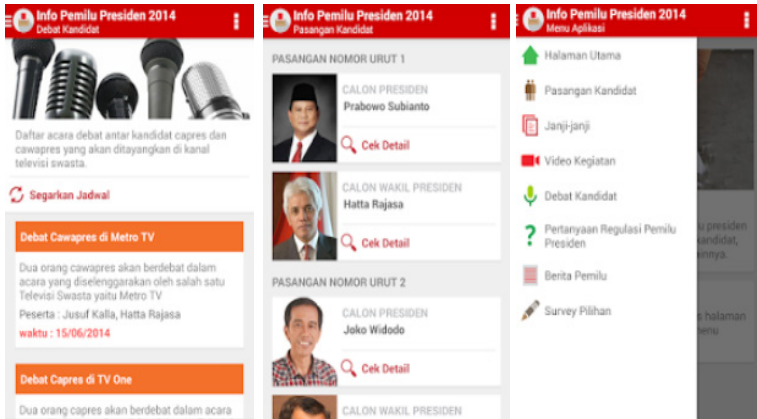 Info Pemilu Presiden 2014
Debat Kandidat
Daftar acara debat antar kandidat capres dan
cawapres yang akan ditayangkan di kanal
televisi swasta.
Segarkan Jadwal
Debat Cawapres di Metro TV
Dua orang cawapres akan berdebat dalam
acara yang diselenggarakan oleh salah satu
Televisi Swasta yaitu Metro TV
Peserta : Jusuf Kalla, Hatta Rajasa
waktu : 15/06/2014
Debat Capres di TV One
Dua orang capres akan berdebat dalam acara
Info Pemilu Presiden 2014
Pasangan Kandidat
PASANGAN NOMOR URUT 1
CALON PRESIDEN
Prabowo Subianto
Cek Detail
CALON WAKIL PRESIDEN
Hatta Rajasa
Cek Detail
PASANGAN NOMOR URUT 2
CALON PRESIDEN
Joko Widodo
Cek Detail
CALON WAKIL PRESIDEN
Info Pemilu Presiden 2014
Menu Aplikasi
Halaman Utama
Pasangan Kandidat
Janji-janji
Video Kegiatan
Debat Kandidat
Pertanyaan Regulasi Pemilu
Presiden
Berita Pemilu
Survey Pilihan
presiden
kandidat,
halaman